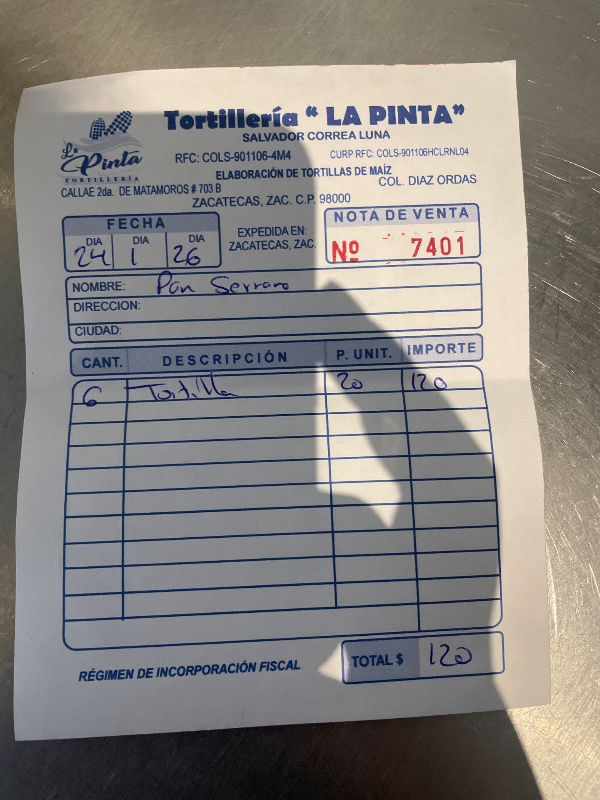 La Pinta
TORTILLERÍA
Tortillería “ LA PINTA”
SALVADOR CORREA LUNA
RFC: COLS-901106-4M4
CURP RFC: COLS-901106HCLRNL04
ELABORACIÓN DE TORTILLAS DE MAÍZ
CALLAE 2da. DE MATAMOROS # 703 B
COL. DIAZ ORDAS
ZACATECAS, ZAC. C.P. 98000
FECHA
DIA DIA DIA
24 1 26
EXPEDIDA EN:
ZACATECAS, ZAC.
NOTA DE VENTA
Nº 7401
NOMBRE: Pan Serrano
DIRECCION:
CIUDAD:
CANT. DESCRIPCIÓN P. UNIT. IMPORTE
6 Tortilla 20 120
RÉGIMEN DE INCORPORACIÓN FISCAL
TOTAL $ 120